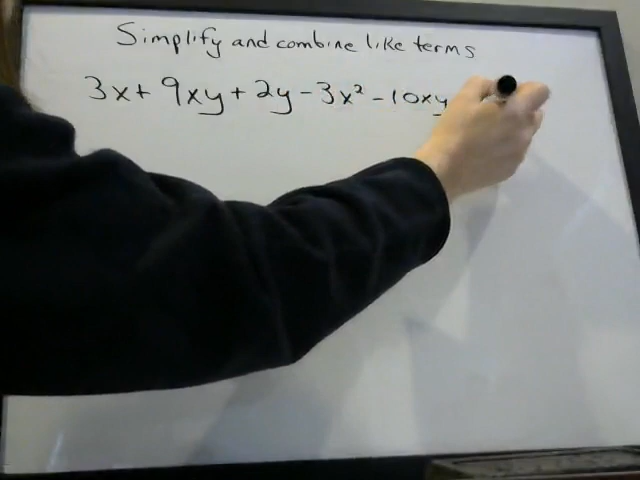 Simplify and combine like terms
3x + 9xy + 2y - 3x² - 10xy